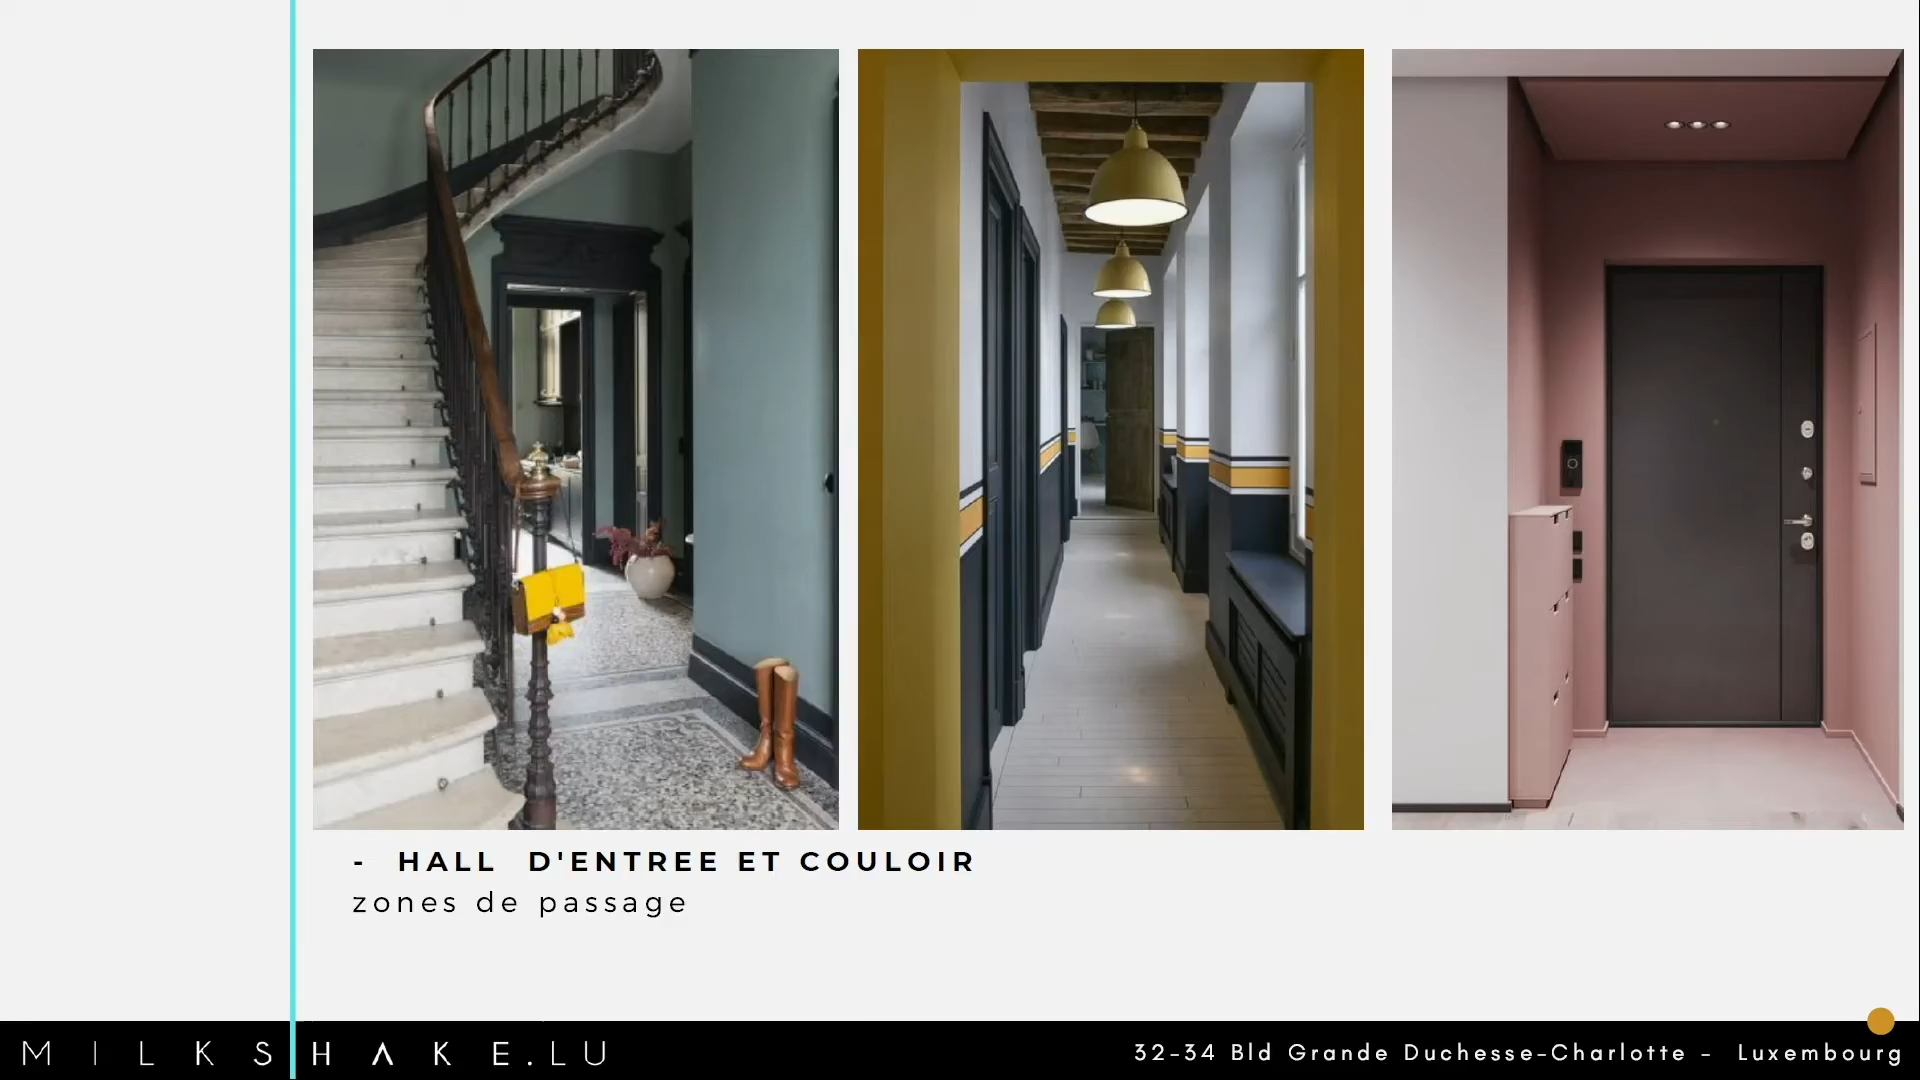 - HALL D'ENTREE ET COULOIR
zones de passage
MILKSHAKE.LU
32-34 Bld Grande Duchesse-Charlotte - Luxembourg